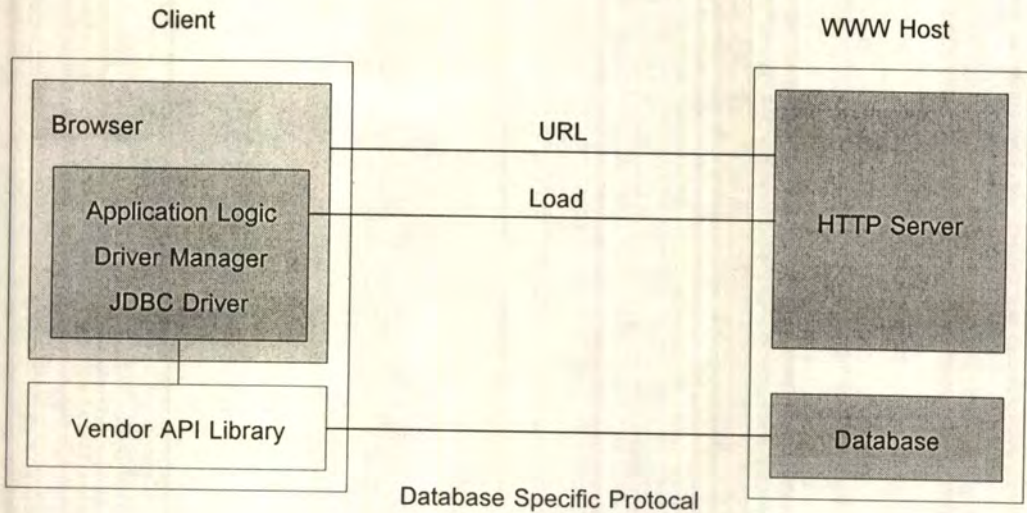 Client
WWW Host
Browser
URL
Application Logic
Load
HTTP Server
Driver Manager
JDBC Driver
Vendor API Library
Database
Database Specific Protocal